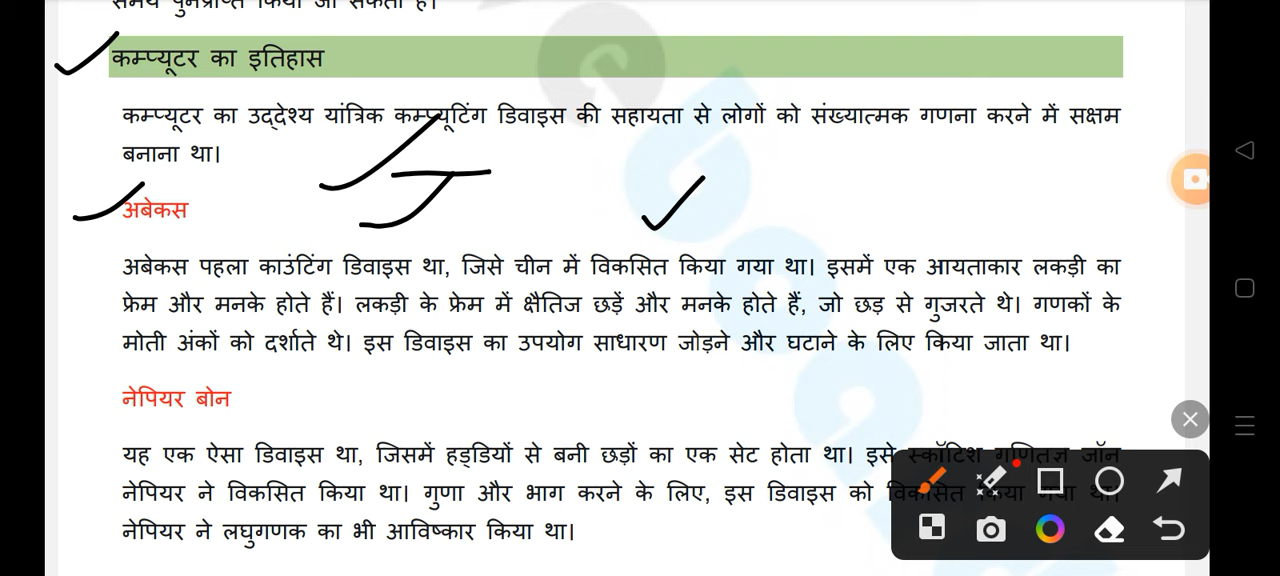 समय पुनर्प्राप्त किया जा सकता है।
कम्प्यूटर का इतिहास
कम्प्यूटर का उद्देश्य यांत्रिक कम्प्यूटिंग डिवाइस की सहायता से लोगों को संख्यात्मक गणना करने में सक्षम
बनाना था।
अबेकस
अबेकस पहला काउंटिंग डिवाइस था, जिसे चीन में विकसित किया गया था। इसमें एक आयताकार लकड़ी का
फ्रेम और मनके होते हैं। लकड़ी के फ्रेम में क्षैतिज छड़ें और मनके होते हैं, जो छड़ से गुजरते थे। गणकों के
मोती अंकों को दर्शाते थे। इस डिवाइस का उपयोग साधारण जोड़ने और घटाने के लिए किया जाता था।
नेपियर बोन
यह एक ऐसा डिवाइस था, जिसमें हड्डियों से बनी छड़ों का एक सेट होता था। इसे स्कॉटिश गणितज्ञ जॉन
नेपियर ने विकसित किया था। गुणा और भाग करने के लिए, इस डिवाइस को विकसित किया गया था।
नेपियर ने लघुगणक का भी आविष्कार किया था।